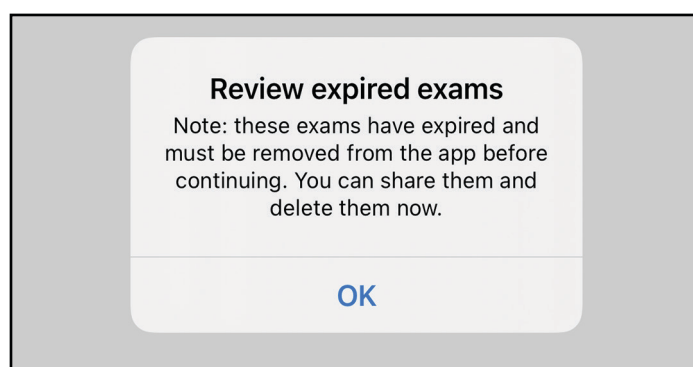 Review expired exams
Note: these exams have expired and
must be removed from the app before
continuing. You can share them and
delete them now.
OK